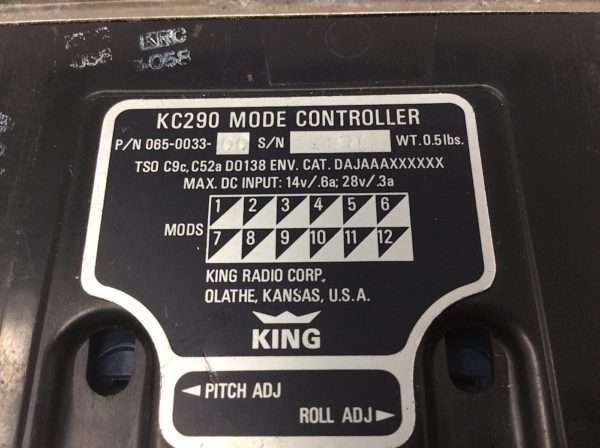 KRC
KC290 MODE CONTROLLER
P/N 065-0033- 00 S/N WT. 0.5 lbs.
TSO C9c, C52a DO138 ENV. CAT. DAJAAAXXXXXX
MAX. DC INPUT: 14v/.6a; 28v/.3a
1 2 3 4 5 6
MODS
7 8 9 10 11 12
KING RADIO CORP,
OLATHE, KANSAS, U.S.A.
KING
PITCH ADJ
ROLL ADJ